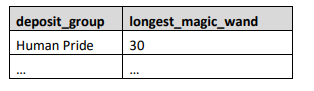 deposit_group longest_magic_wand
Human Pride 30
… …